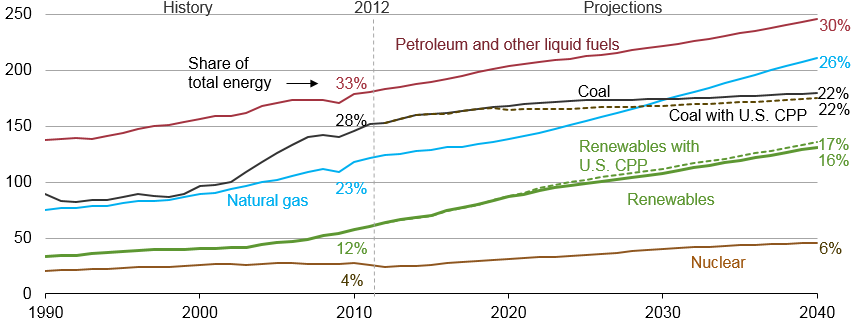 History
2012
Projections
250
200
150
100
50
0
Petroleum and other liquid fuels
30%
26%
Share of
total energy
33%
Coal
22%
28%
Coal with U.S. CPP
22%
Renewables with
U.S. CPP
17%
16%
Natural gas
23%
Renewables
12%
Nuclear
6%
4%
1990
2000
2010
2020
2030
2040